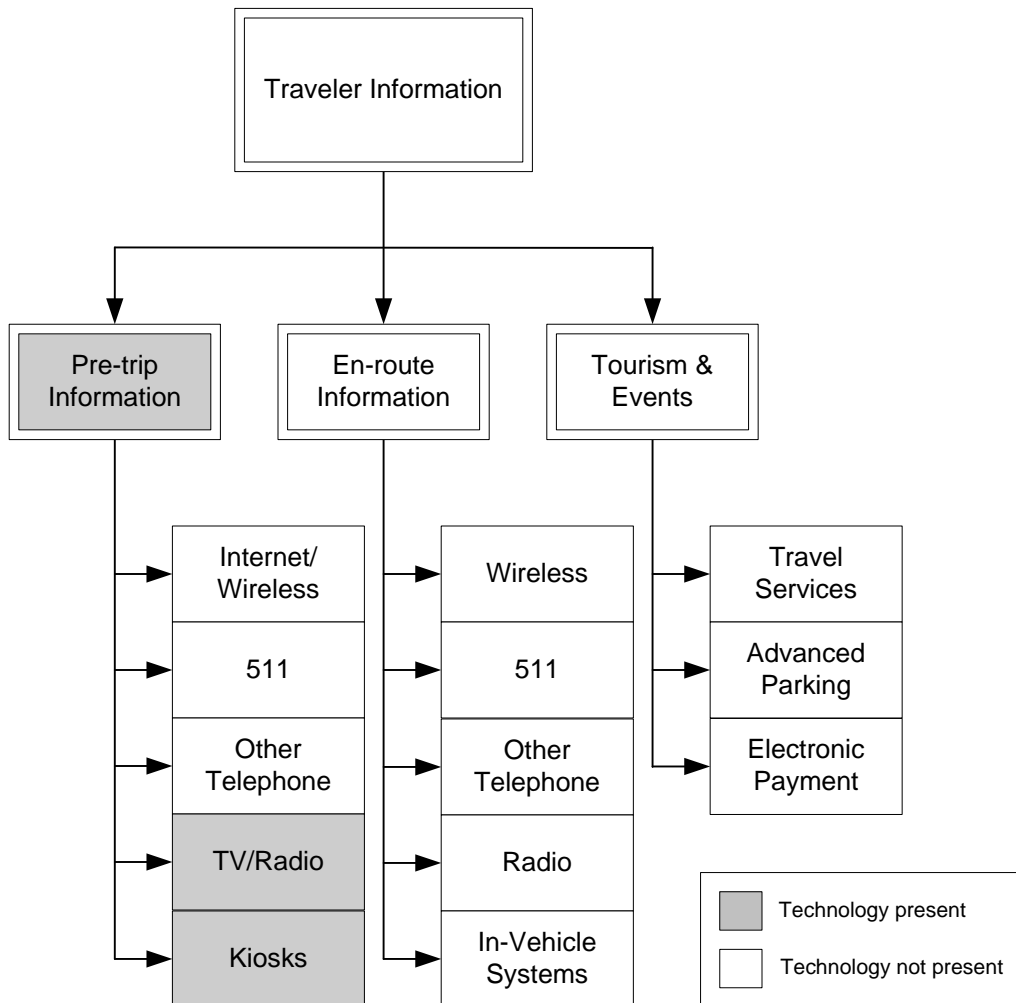 Traveler Information
Pre-trip
Information
En-route
Information
Tourism &
Events
Internet/
Wireless
511
Other
Telephone
TV/Radio
Kiosks
Wireless
511
Other
Telephone
Radio
In-Vehicle
Systems
Travel
Services
Advanced
Parking
Electronic
Payment
Technology present
Technology not present